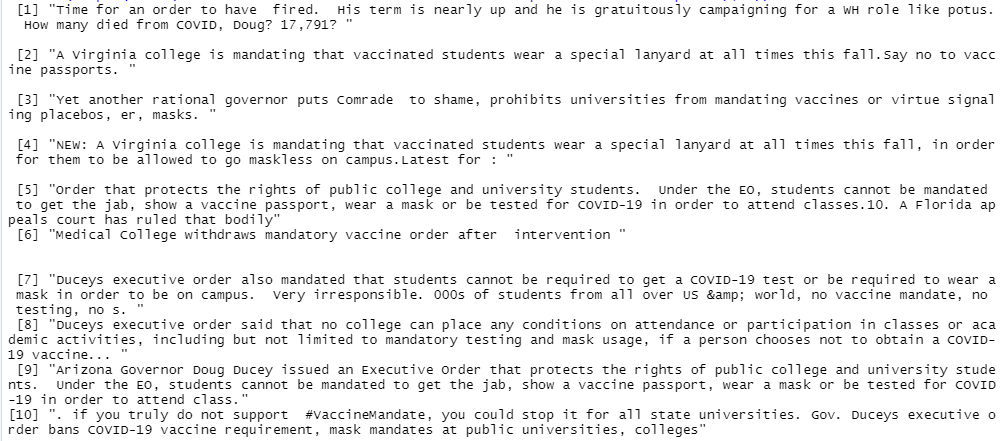 [1] "Time for an order to have  fired.  His term is nearly up and he is gratuitously campaigning for a WH role like potus.
How many died from COVID, Doug? 17,791? "
[2] "A Virginia college is mandating that vaccinated students wear a special lanyard at all times this fall.Say no to vacc
ine passports. "
[3] "Yet another rational governor puts Comrade  to shame, prohibits universities from mandating vaccines or virtue signal
ing placebos, er, masks. "
[4] "NEW: A Virginia college is mandating that vaccinated students wear a special lanyard at all times this fall, in order
for them to be allowed to go maskless on campus.Latest for : "
[5] "Order that protects the rights of public college and university students.  Under the EO, students cannot be mandated
to get the jab, show a vaccine passport, wear a mask or be tested for COVID-19 in order to attend classes.10. A Florida ap
peals court has ruled that bodily"
[6] "Medical College withdraws mandatory vaccine order after  intervention "
[7] "Duceys executive order also mandated that students cannot be required to get a COVID-19 test or be required to wear a
mask in order to be on campus.  Very irresponsible. 000s of students from all over US &amp; world, no vaccine mandate, no
testing, no s. "
[8] "Duceys executive order said that no college can place any conditions on attendance or participation in classes or aca
demic activities, including but not limited to mandatory testing and mask usage, if a person chooses not to obtain a COVID-
19 vaccine... "
[9] "Arizona Governor Doug Ducey issued an Executive Order that protects the rights of public college and university stude
nts.  Under the EO, students cannot be mandated to get the jab, show a vaccine passport, wear a mask or be tested for COVID
-19 in order to attend class."
[10] ". if you truly do not support  #VaccineMandate, you could stop it for all state universities. Gov. Duceys executive o
rder bans COVID-19 vaccine requirement, mask mandates at public universities, colleges"